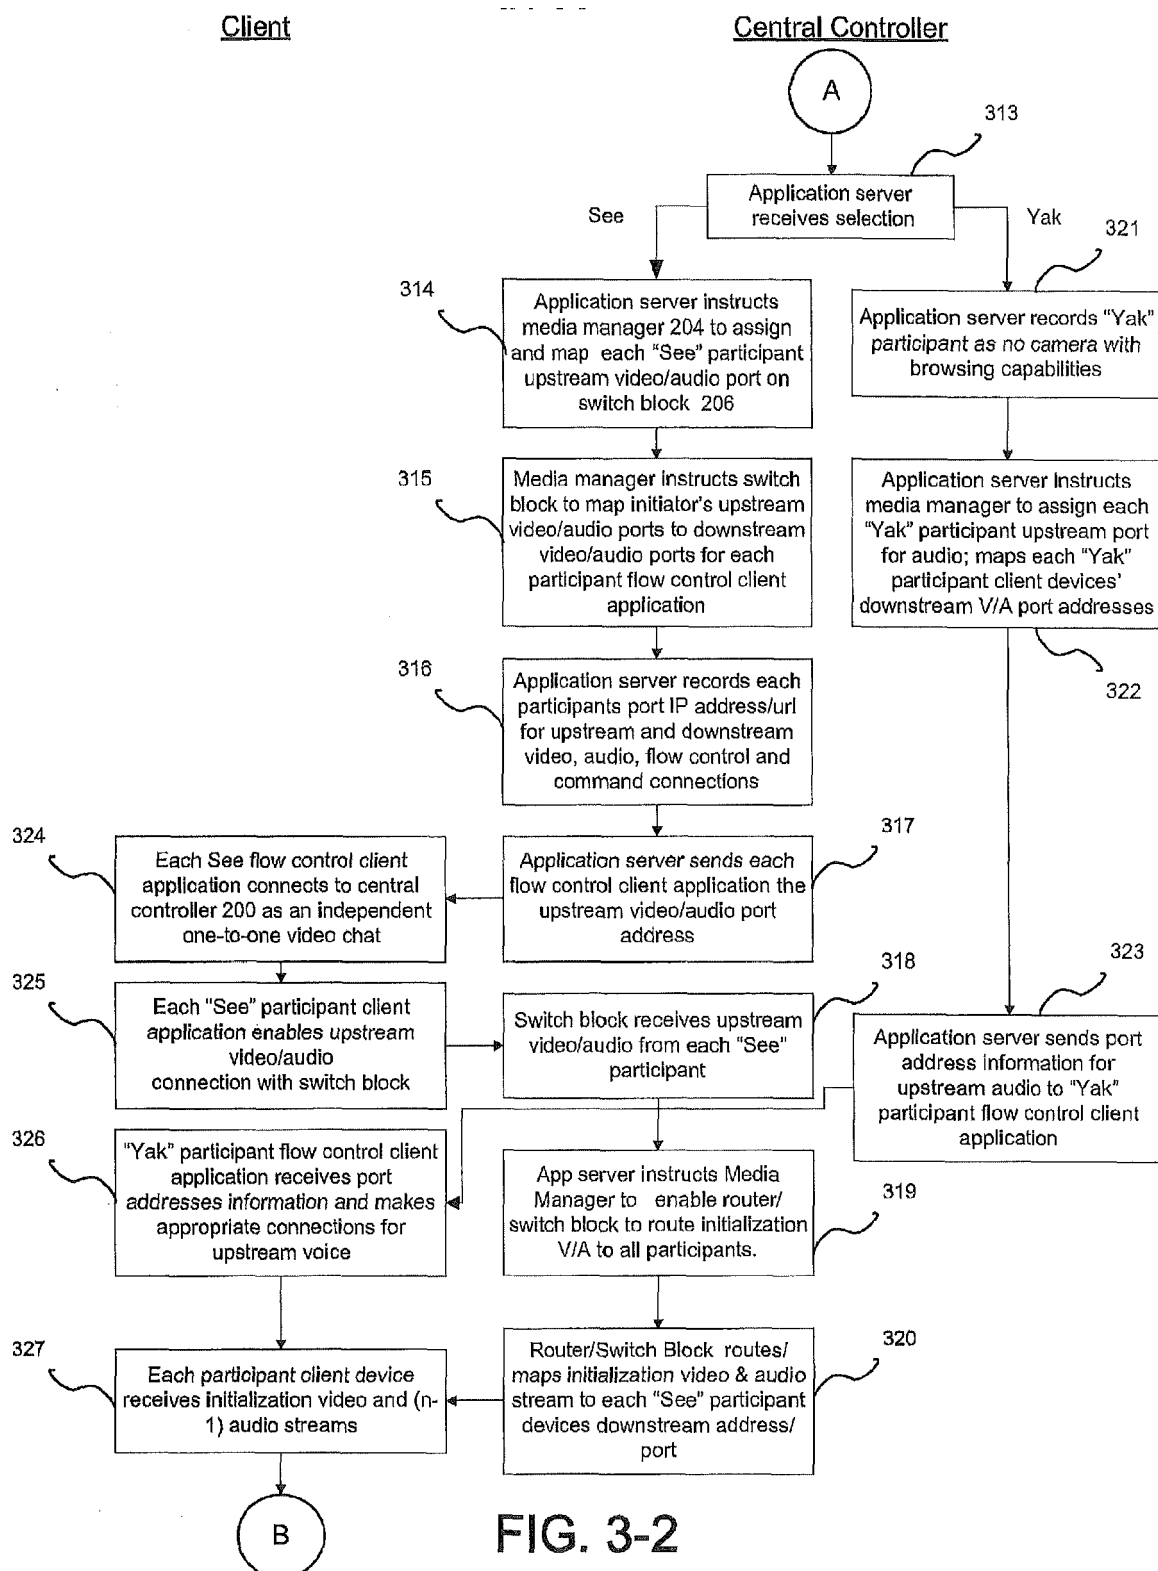 Client
Central Controller
A
313
Application server
receives selection
See
Yak
321
314
Application server instructs
media manager 204 to assign
and map each “See” participant
upstream video/audio port on
switch block 206
Application server records “Yak”
participant as no camera with
browsing capabilities
315
Media manager instructs switch
block to map initiator's upstream
video/audio ports to downstream
video/audio ports for each
participant flow control client
application
Application server Instructs
media manager to assign each
“Yak” participant upstream port
for audio; maps each “Yak”
participant client devices'
downstream V/A port addresses
322
316
Application server records each
participants port IP address/url
for upstream and downstream
video, audio, flow control and
command connections
324
Each See flow control client
application connects to central
controller 200 as an independent
one-to-one video chat
317
Application server sends each
flow control client application the
upstream video/audio port
address
325
Each “See” participant client
application enables upstream
video/audio
connection with switch block
318
Switch block receives upstream
video/audio from each “See”
participant
323
Application server sends port
address Information for
upstream audio to “Yak”
participant flow control client
application
326
“Yak” participant flow control client
application receives port
addresses information and makes
appropriate connections for
upstream voice
319
App server instructs Media
Manager to enable router/
switch block to route initialization
V/A to all participants.
327
Each participant client device
receives initialization video and (n-
1) audio streams
320
Router/Switch Block routes/
maps initialization video & audio
stream to each “See” participant
devices downstream address/
port
B
FIG. 3-2